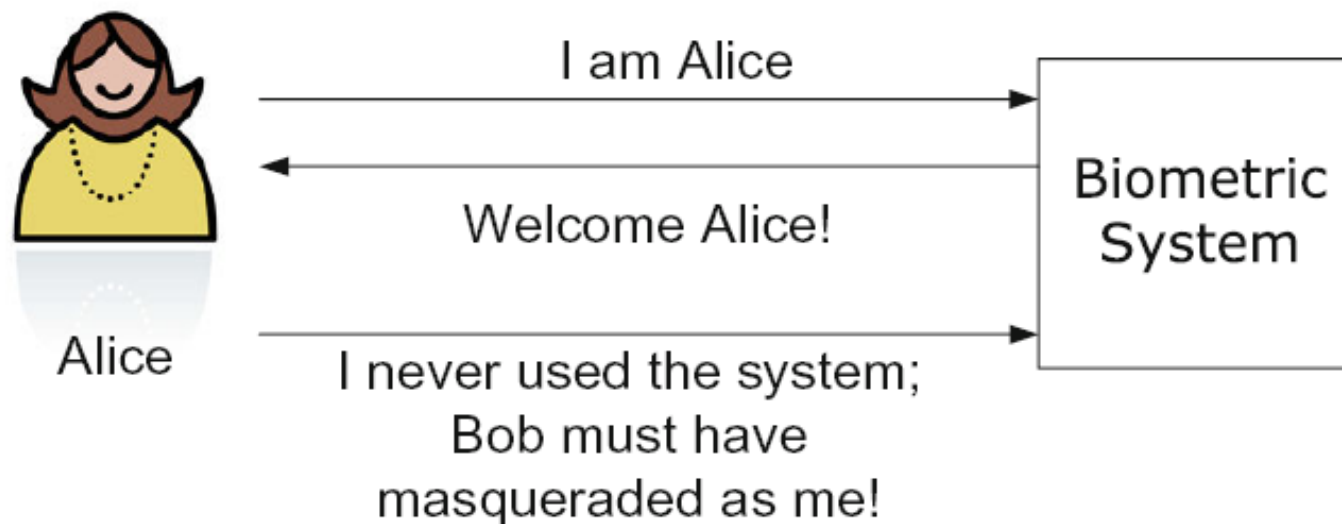 I am Alice
Welcome Alice!
Biometric
System
Alice
I never used the system;
Bob must have
masqueraded as me!